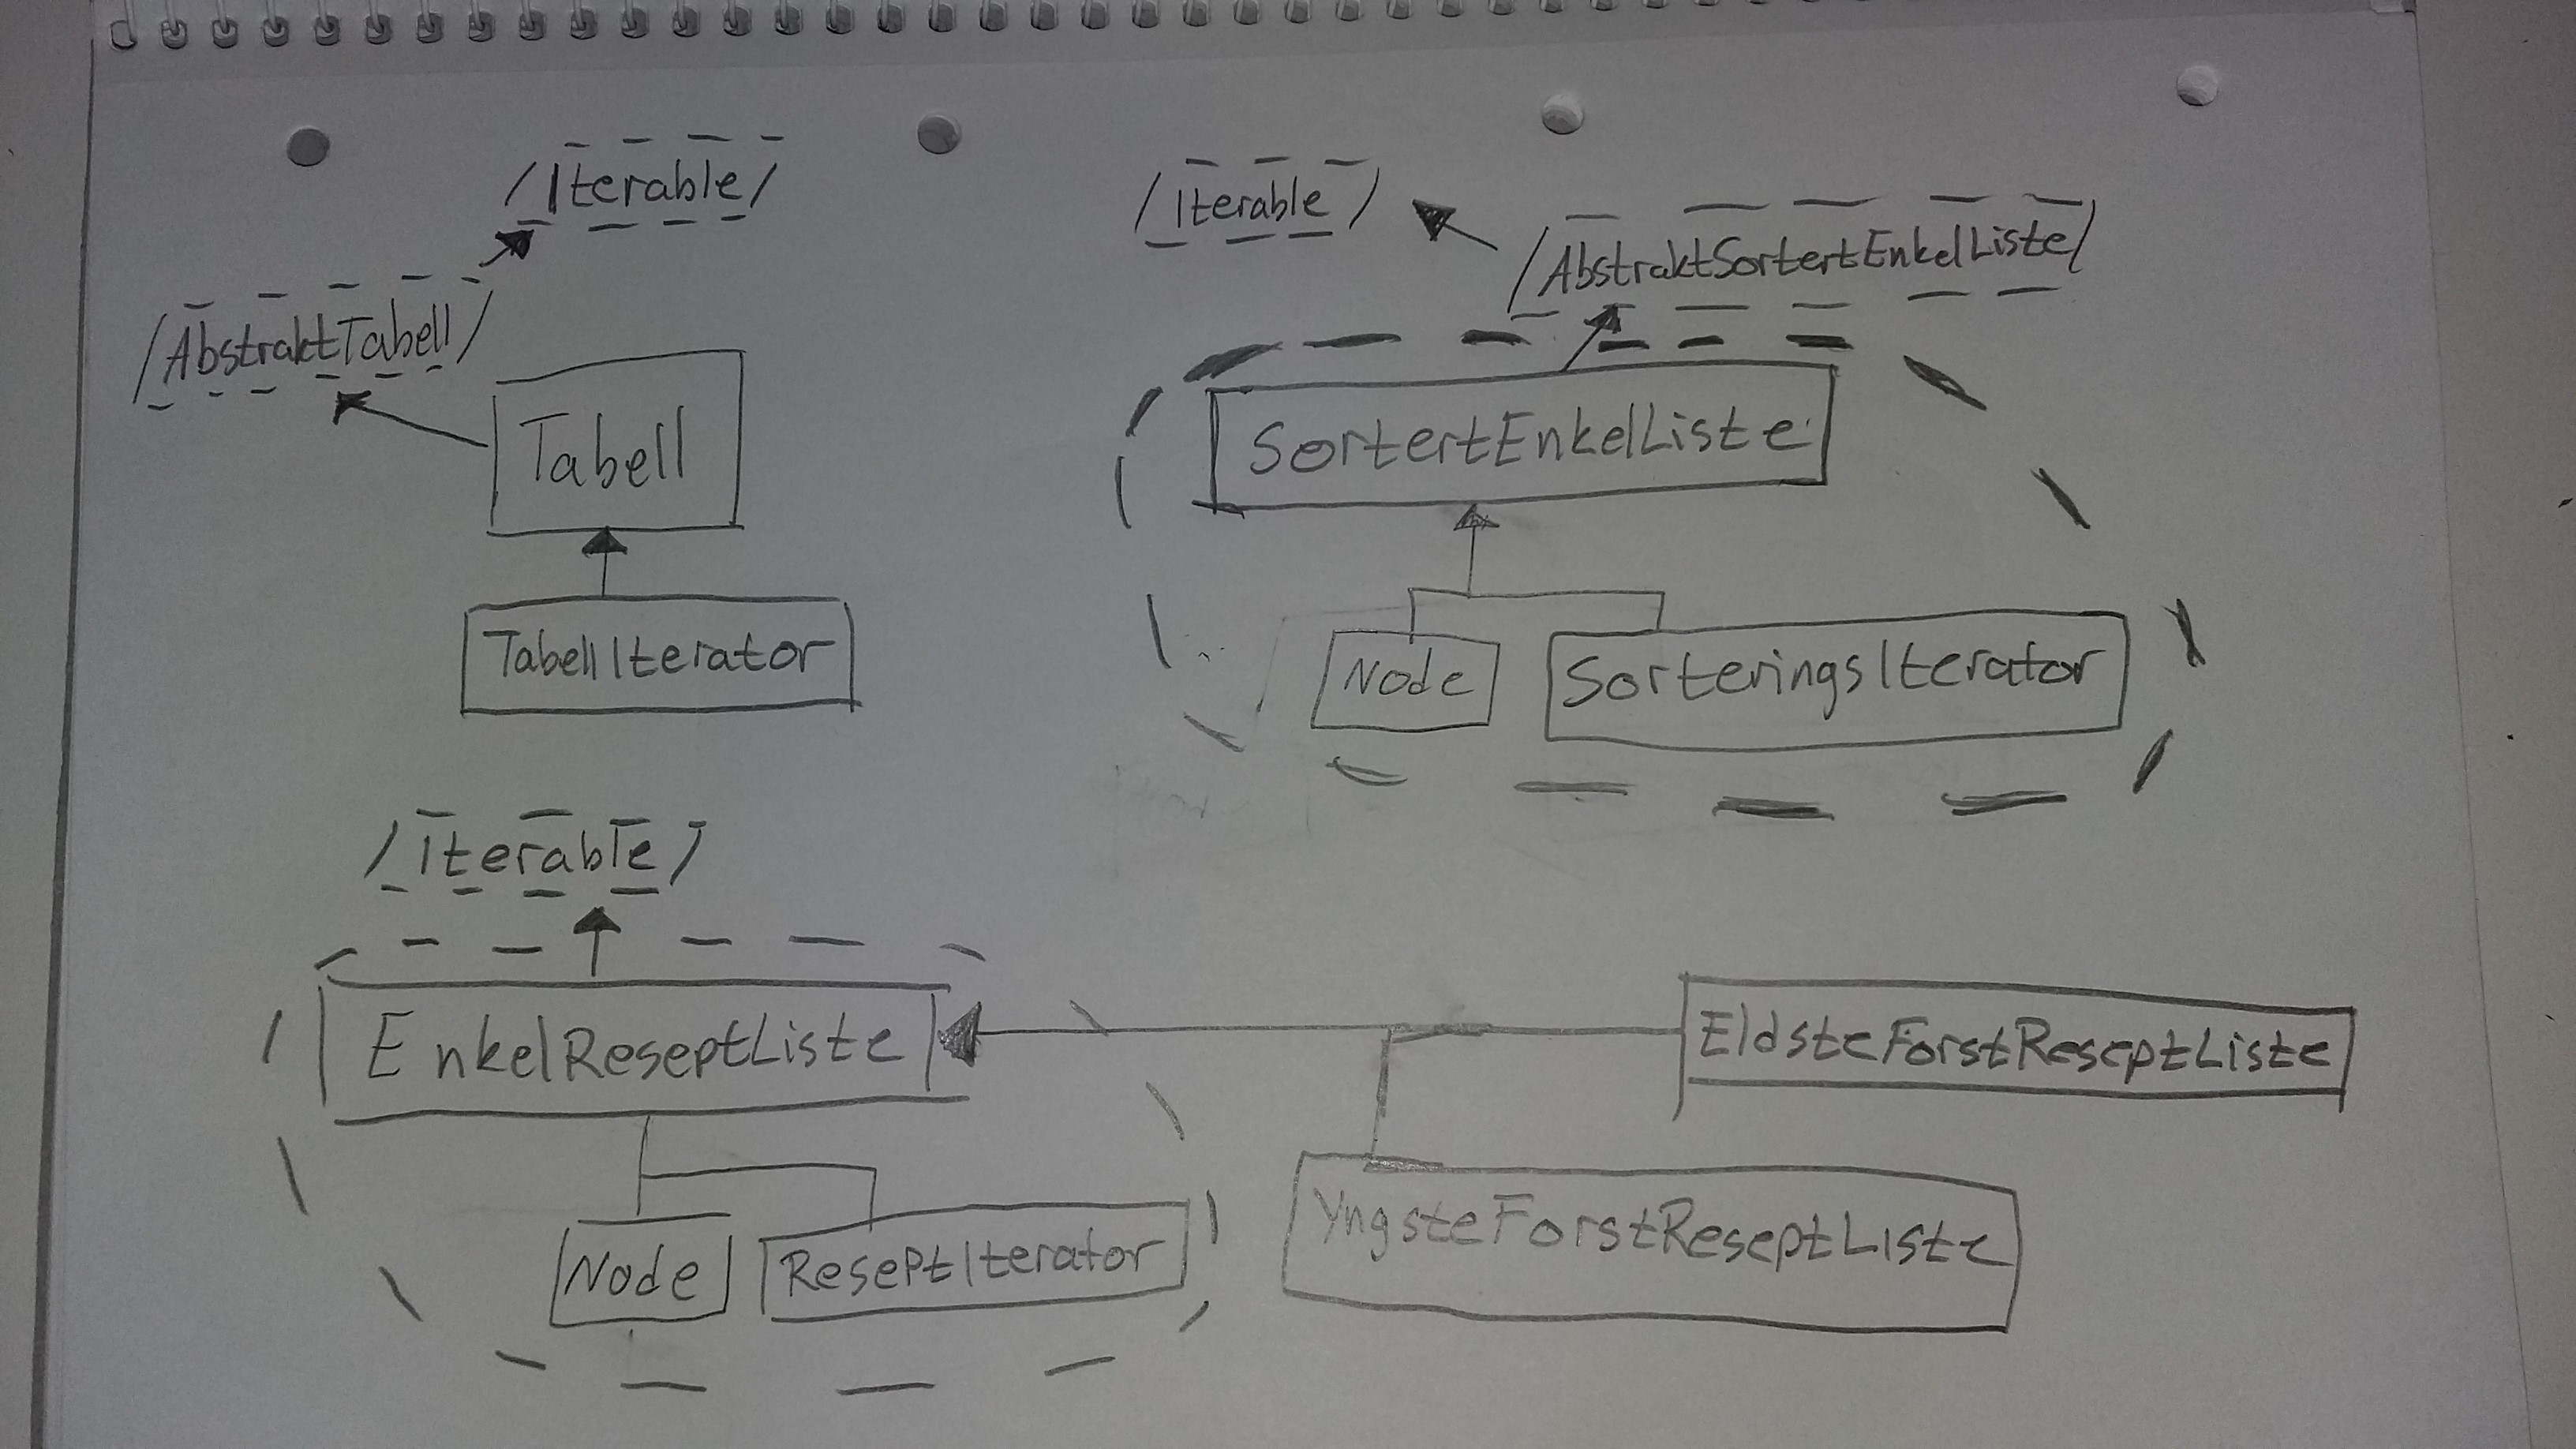 /Iterable/
/AbstraktTabell/
Tabell
TabellIterator
/Iterable/
/AbstraktSortertEnkelListe/
SortertEnkelListe
Node
SorteringsIterator
/Iterable/
EnkelReseptListe
Node
ReseptIterator
EldsteForstReseptListe
YngsteForstReseptListe